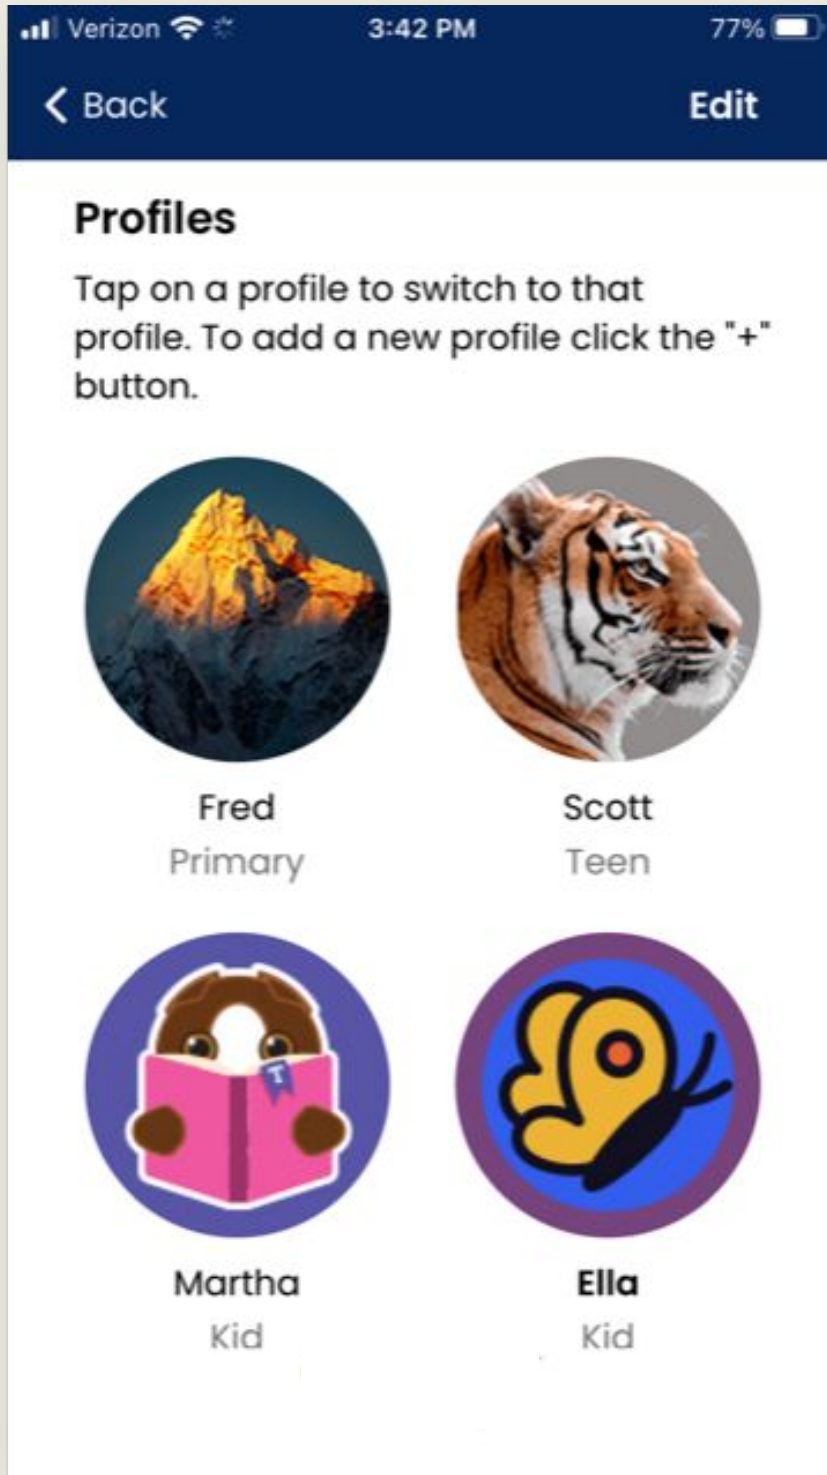 Verizon 3:42 PM 77%
Back Edit
Profiles
Tap on a profile to switch to that
profile. To add a new profile click the "+"
button.
Fred Scott
Primary Teen
T
Martha Ella
Kid Kid